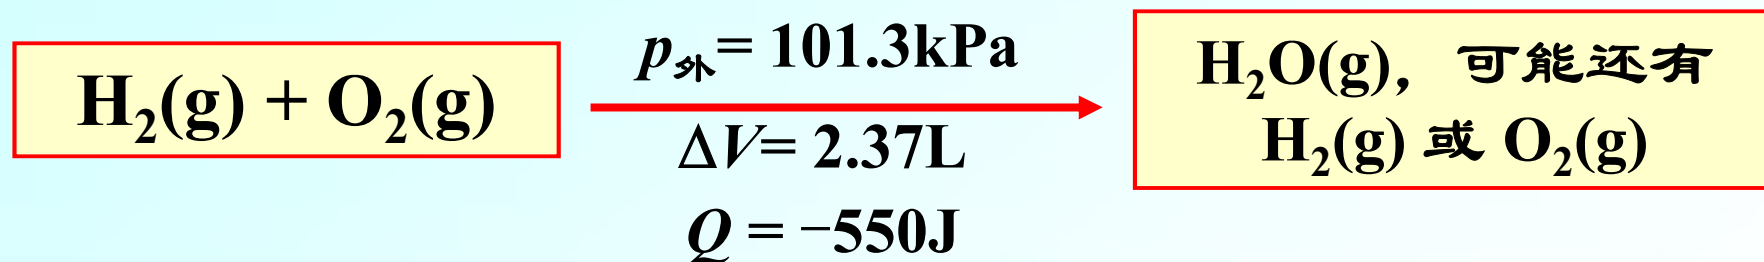 H₂(g) + O₂(g)
p外= 101.3kPa
ΔV= 2.37L
Q = −550J
H₂O(g)，可能还有
H₂(g) 或 O₂(g)